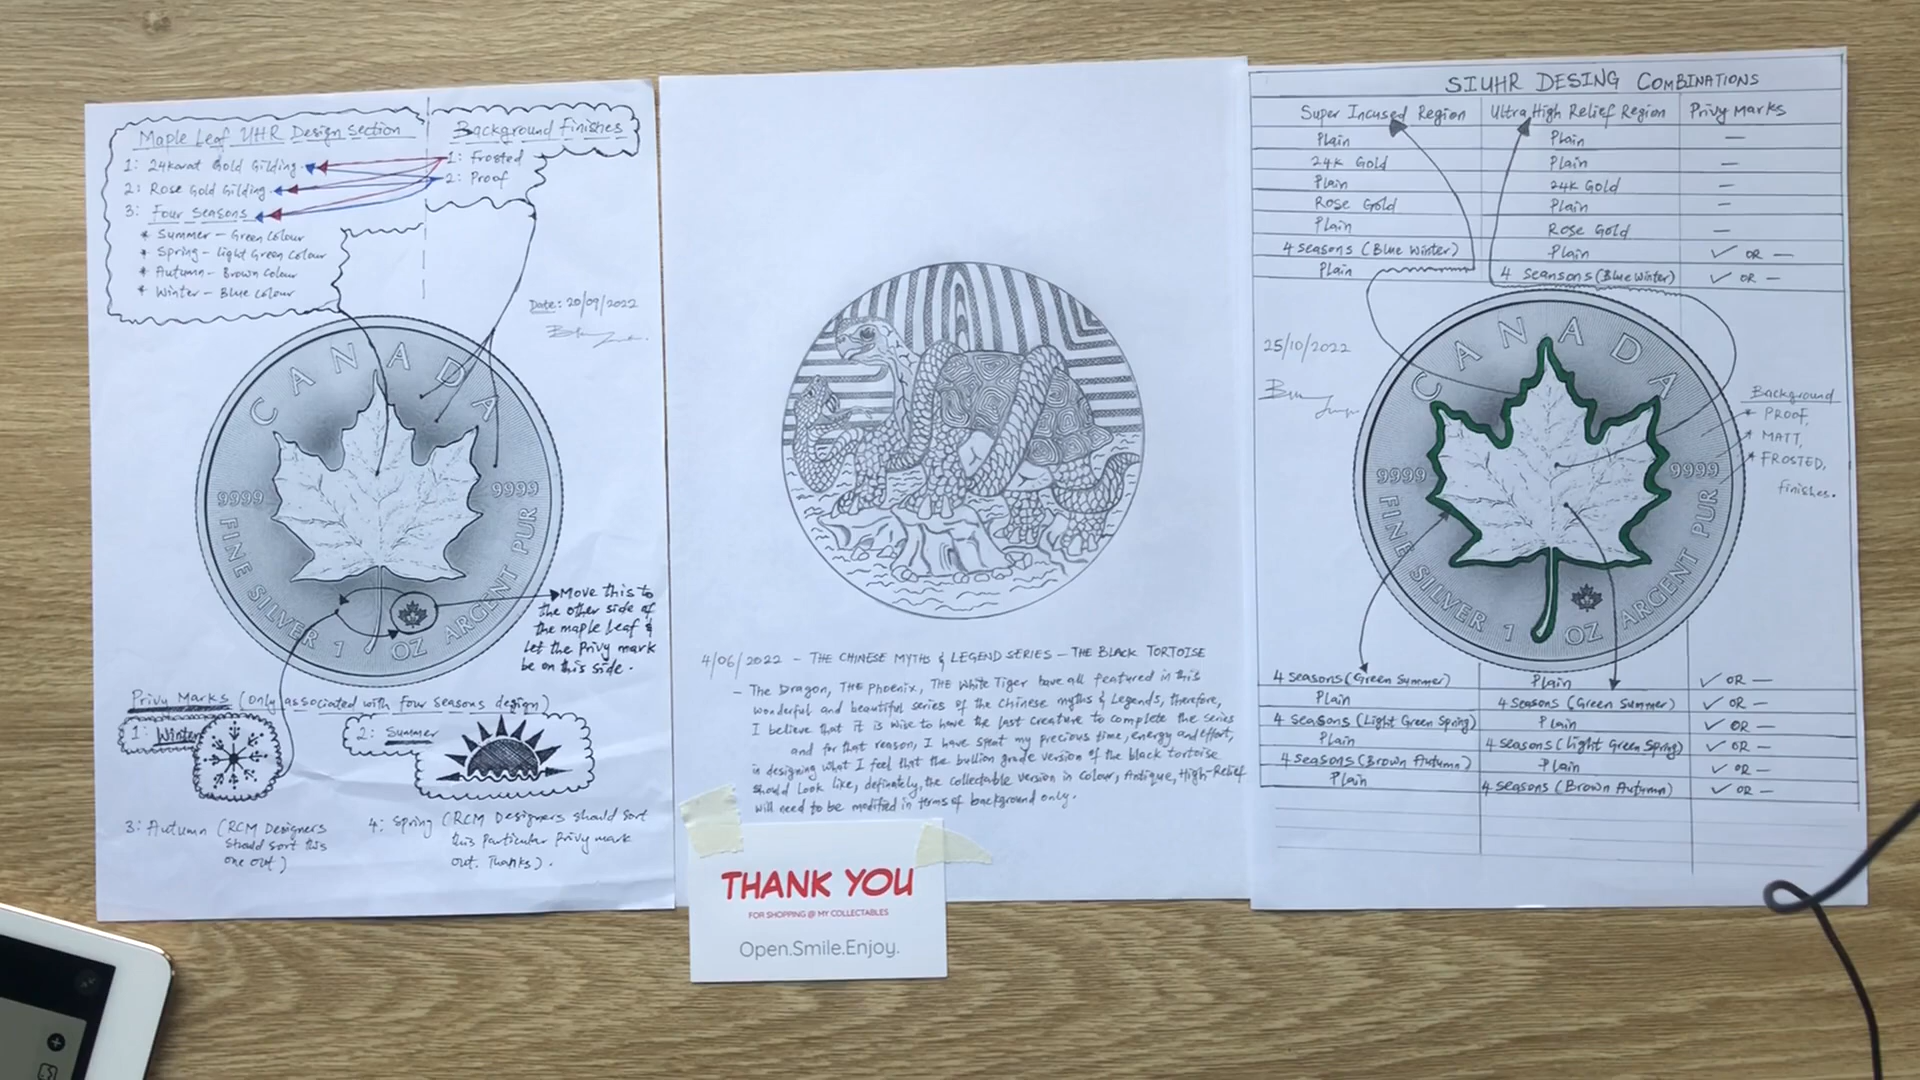 Maple Leaf UHR Design Section
1: 24karat Gold Gilding
2: Rose Gold Gilding
3: Four Seasons
* Summer - Green Colour
* Spring - light Green Colour
* Autumn - Brown Colour
* Winter - Blue Colour
Background Finishes
1: Frosted
2: Proof
Date: 20/09/2022
CANADA
9999
9999
FINE SILVER 1 OZ ARGENT PUR
Move this to
the other side of
the maple leaf &
let the Privy mark
be on this side.
Privy Marks (only associated with four seasons design)
1: Winter
2: Summer
3: Autumn (RCM Designers
should sort this
one out)
4: Spring (RCM Designers should sort
this particular Privy mark
out. Thanks).
4/06/2022 - THE CHINESE MYTHS & LEGEND SERIES - THE BLACK TORTOISE
- The Dragon, THE Phoenix, THE White Tiger have all featured in this
wonderful and beautiful series of the Chinese myths & Legends, therefore,
I believe that it is wise to have the last creature to complete the series
and for that reason, I have spent my precious time, energy and effort,
in designing what I feel that the bullion grade version of the black tortoise
should look like, definately, the collectable version in colour, Antique, High-Relief
will need to be modified in terms of background only.
THANK YOU
FOR SHOPPING @ MY COLLECTABLES
Open.Smile.Enjoy.
SIUHR DESING COMBINATIONS
Super Incused Region Ultra High Relief Region Privy Marks
Plain Plain —
24K Gold Plain —
Plain 24K Gold —
Rose Gold Plain —
Plain Rose Gold —
4 seasons (Blue Winter) Plain ✓ OR —
Plain 4 seansons (Blue Winter) ✓ OR —
25/10/2022
CANADA
9999
9999
FINE SILVER 1 OZ ARGENT PUR
Background
* PROOF,
* MATT,
* FROSTED,
finishes.
4 seasons (Green Summer) Plain ✓ OR —
Plain 4 seasons (Green Summer) ✓ OR —
4 Seasons (Light Green Spring) Plain ✓ OR —
Plain 4 seasons (Light Green Spring) ✓ OR —
4 seasons (Brown Autumn) Plain ✓ OR —
Plain 4 seasons (Brown Autumn) ✓ OR —